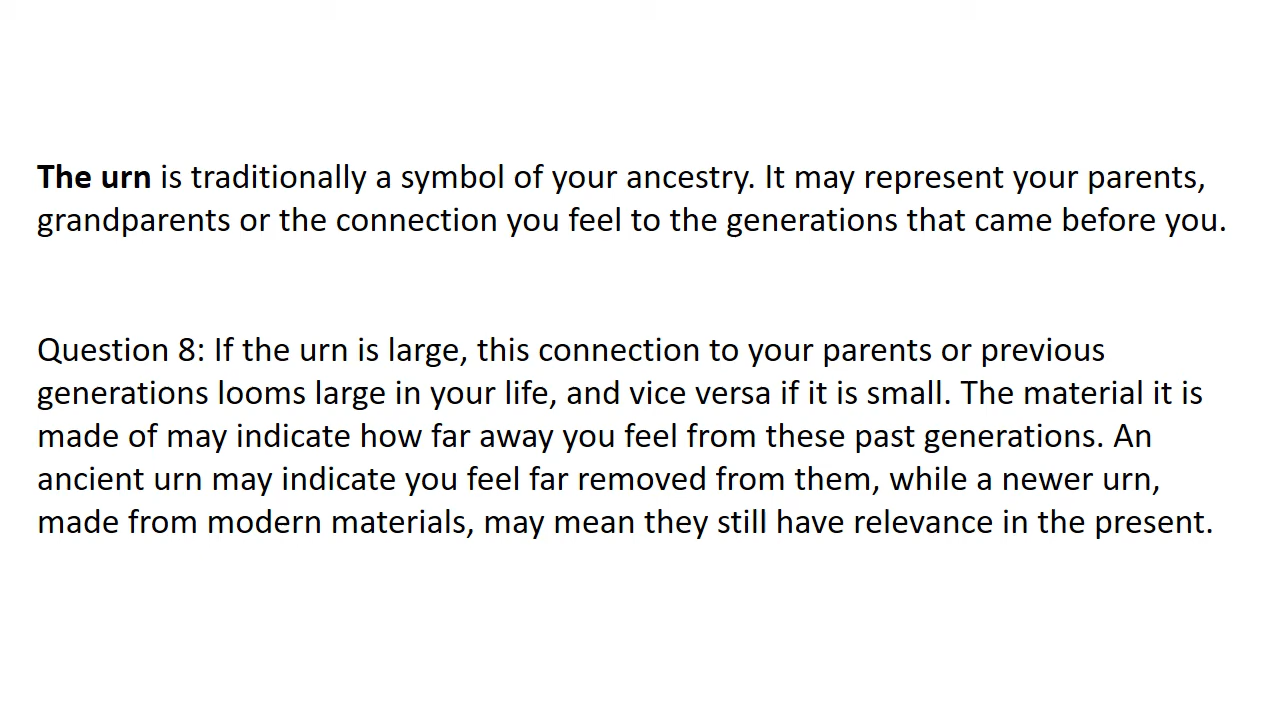 The urn is traditionally a symbol of your ancestry. It may represent your parents,
grandparents or the connection you feel to the generations that came before you.
Question 8: If the urn is large, this connection to your parents or previous
generations looms large in your life, and vice versa if it is small. The material it is
made of may indicate how far away you feel from these past generations. An
ancient urn may indicate you feel far removed from them, while a newer urn,
made from modern materials, may mean they still have relevance in the present.